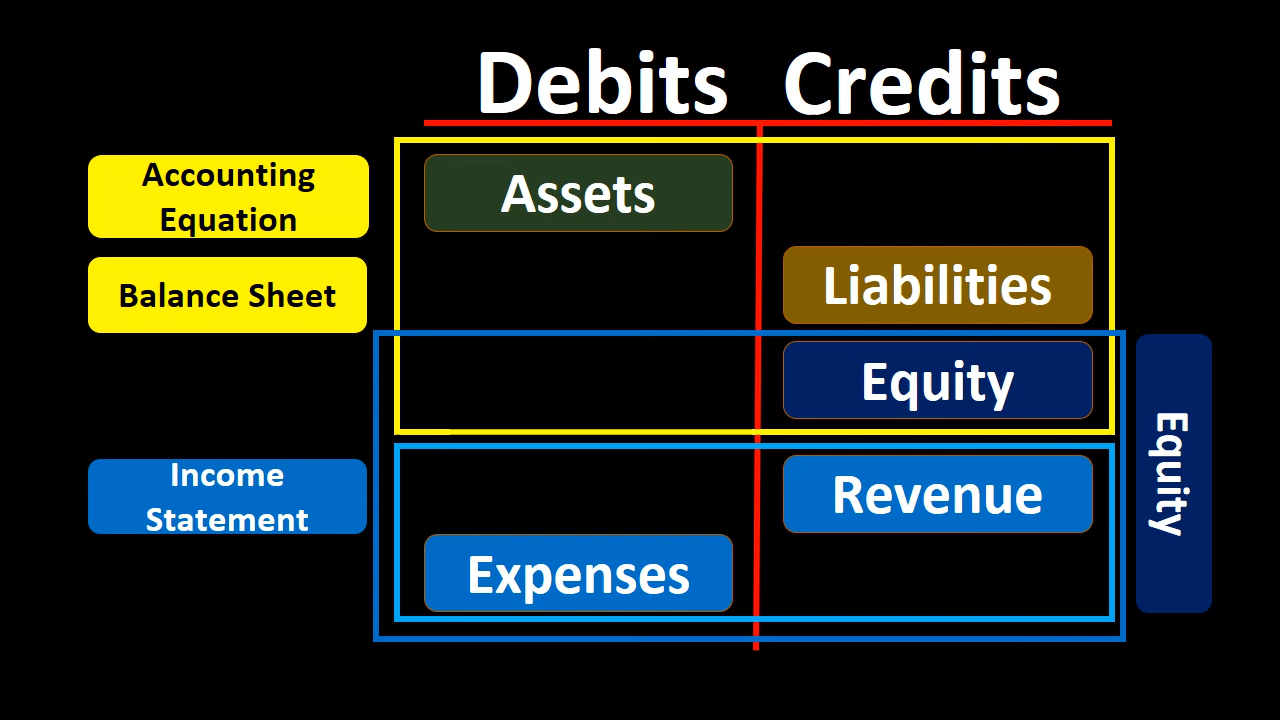 Debits Credits
Accounting
Equation
Assets
Balance Sheet
Liabilities
Equity
Income
Statement
Revenue
Expenses
Equity